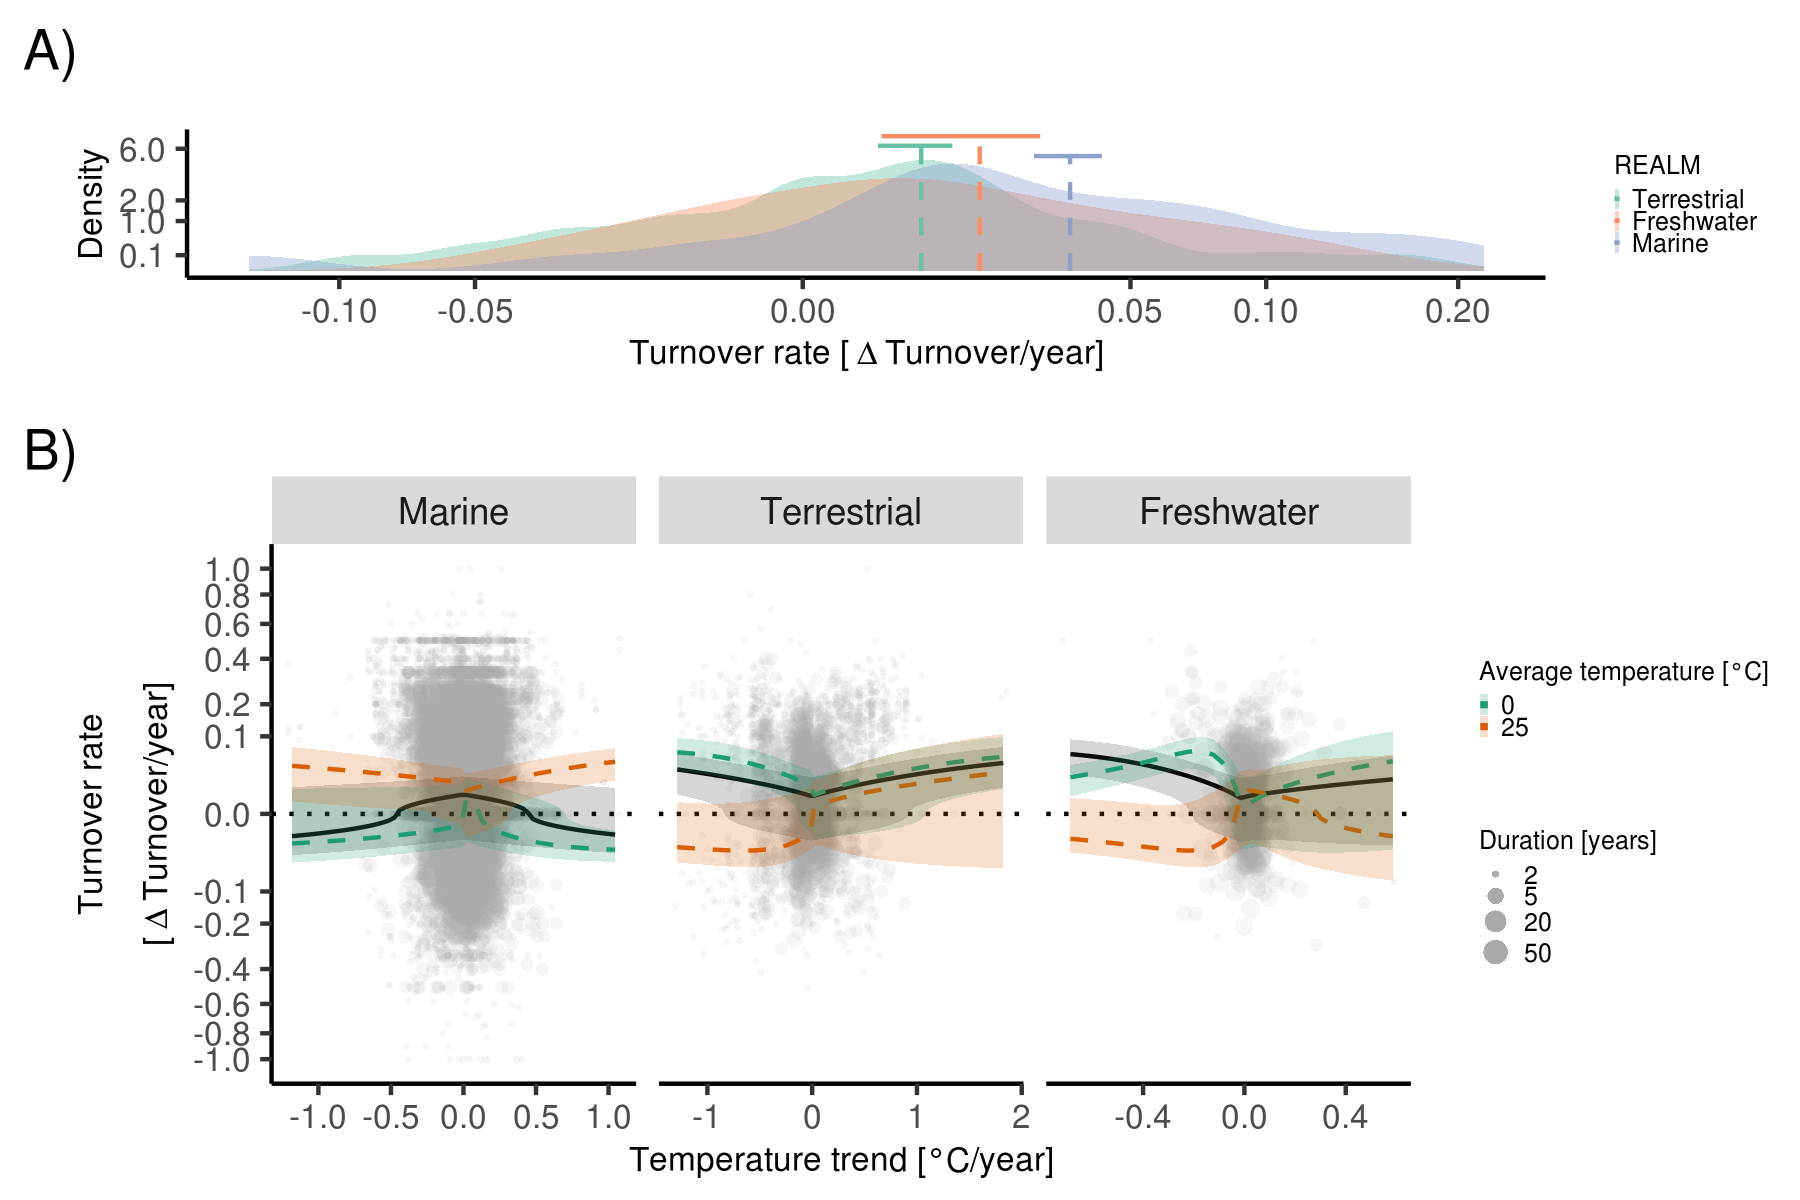 A)
Density
6.0
2.0
1.0
0.1
-0.10 -0.05 0.00 0.05 0.10 0.20
Turnover rate [ Δ Turnover/year]
REALM
Terrestrial
Freshwater
Marine
B)
Marine Terrestrial Freshwater
Turnover rate
[ Δ Turnover/year]
1.0
0.8
0.6
0.4
0.2
0.1
0.0
-0.1
-0.2
-0.4
-0.6
-0.8
-1.0
-1.0 -0.5 0.0 0.5 1.0 -1 0 1 2 -0.4 0.0 0.4
Temperature trend [°C/year]
Average temperature [°C]
0
25
Duration [years]
2
5
20
50